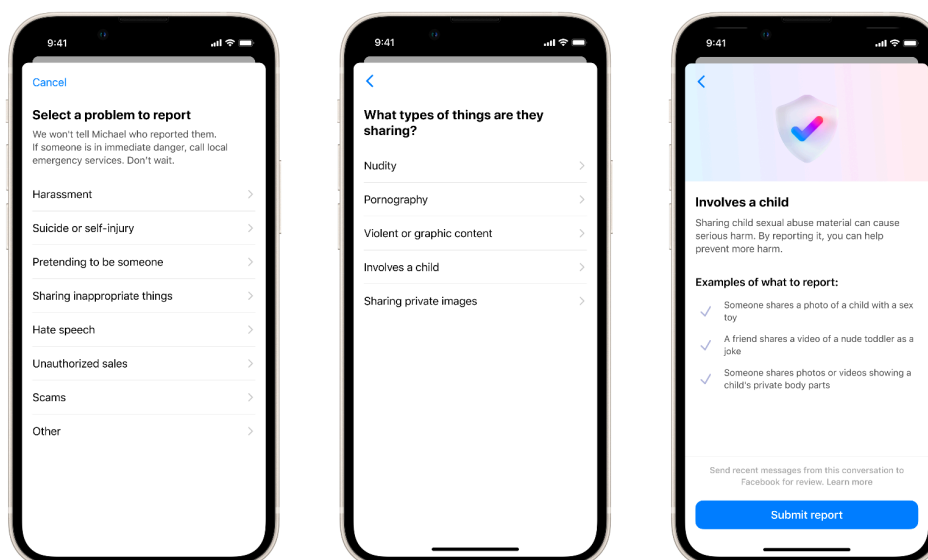 9:41
Cancel
Select a problem to report
We won't tell Michael who reported them.
If someone is in immediate danger, call local
emergency services. Don't wait.
Harassment
Suicide or self-injury
Pretending to be someone
Sharing inappropriate things
Hate speech
Unauthorized sales
Scams
Other
9:41
What types of things are they
sharing?
Nudity
Pornography
Violent or graphic content
Involves a child
Sharing private images
9:41
Involves a child
Sharing child sexual abuse material can cause
serious harm. By reporting it, you can help
prevent more harm.
Examples of what to report:
Someone shares a photo of a child with a sex
toy
A friend shares a video of a nude toddler as a
joke
Someone shares photos or videos showing a
child's private body parts
Send recent messages from this conversation to
Facebook for review. Learn more
Submit report